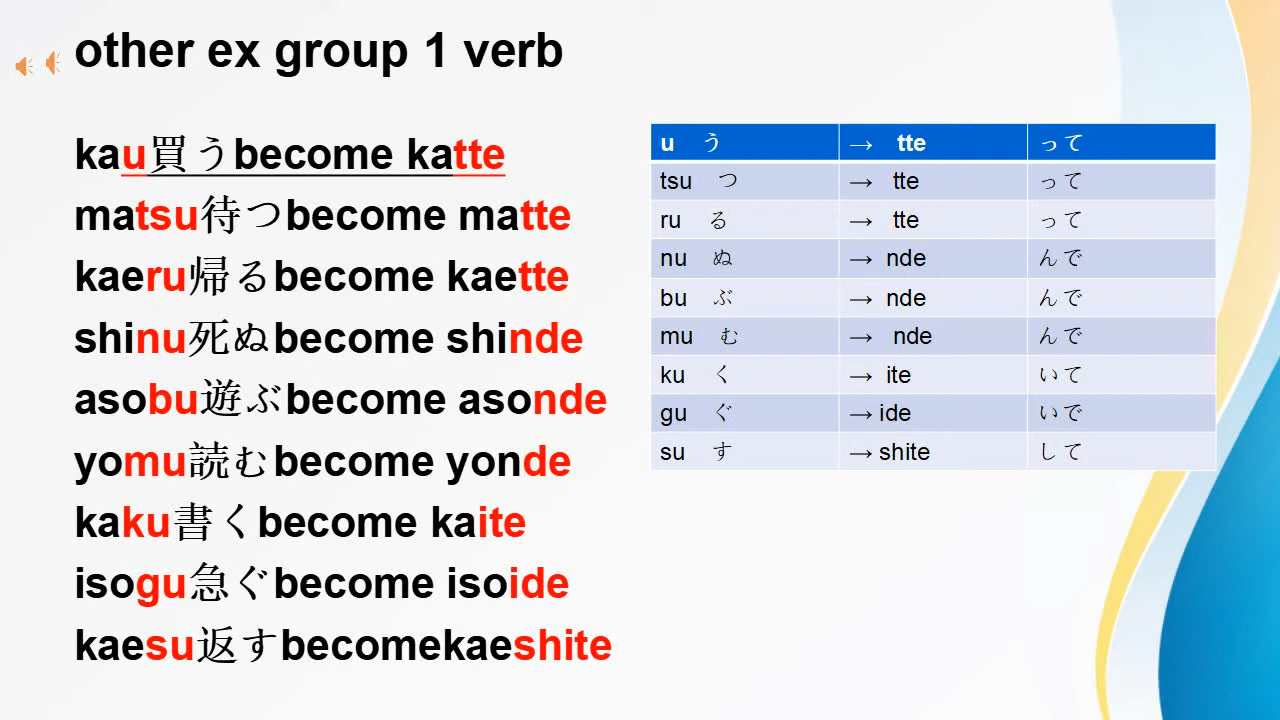 other ex group 1 verb
kau買うbecome katte
matsu待つbecome matte
kaeru帰るbecome kaette
shinu死ぬbecome shinde
asobu遊ぶbecome asonde
yomu読むbecome yonde
kaku書くbecome kaite
isogu急ぐbecome isoide
kaesu返すbecomekaeshite
u う → tte って
tsu つ → tte って
ru る → tte って
nu ぬ → nde んで
bu ぶ → nde んで
mu む → nde んで
ku く → ite いて
gu ぐ → ide いで
su す → shite して